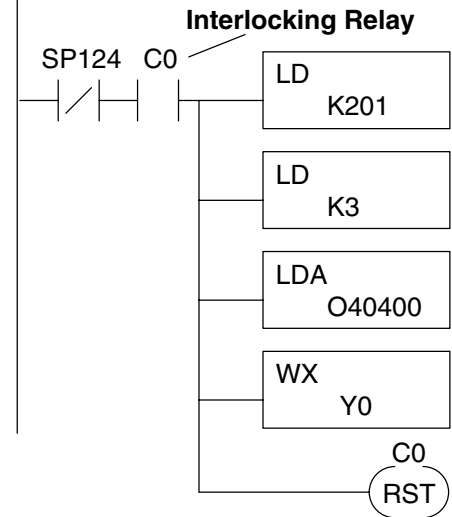 Interlocking Relay
SP124 C0
LD
K201
LD
K3
LDA
O40400
WX
Y0
C0
RST